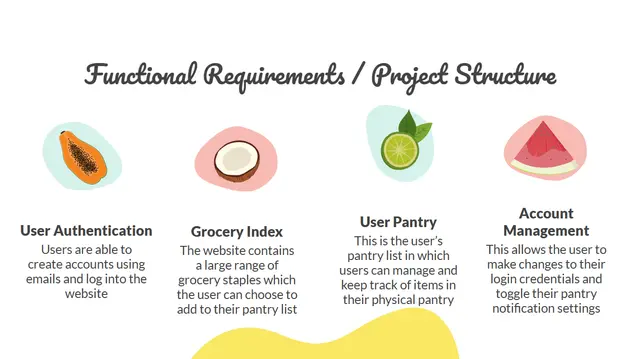 Functional Requirements / Project Structure
User Authentication
Users are able to
create accounts using
emails and log into the
website
Grocery Index
The website contains
a large range of
grocery staples which
the user can choose to
add to their pantry list
User Pantry
This is the user's
pantry list in which
users can manage and
keep track of items in
their physical pantry
Account
Management
This allows the user to
make changes to their
login credentials and
toggle their pantry
notification settings